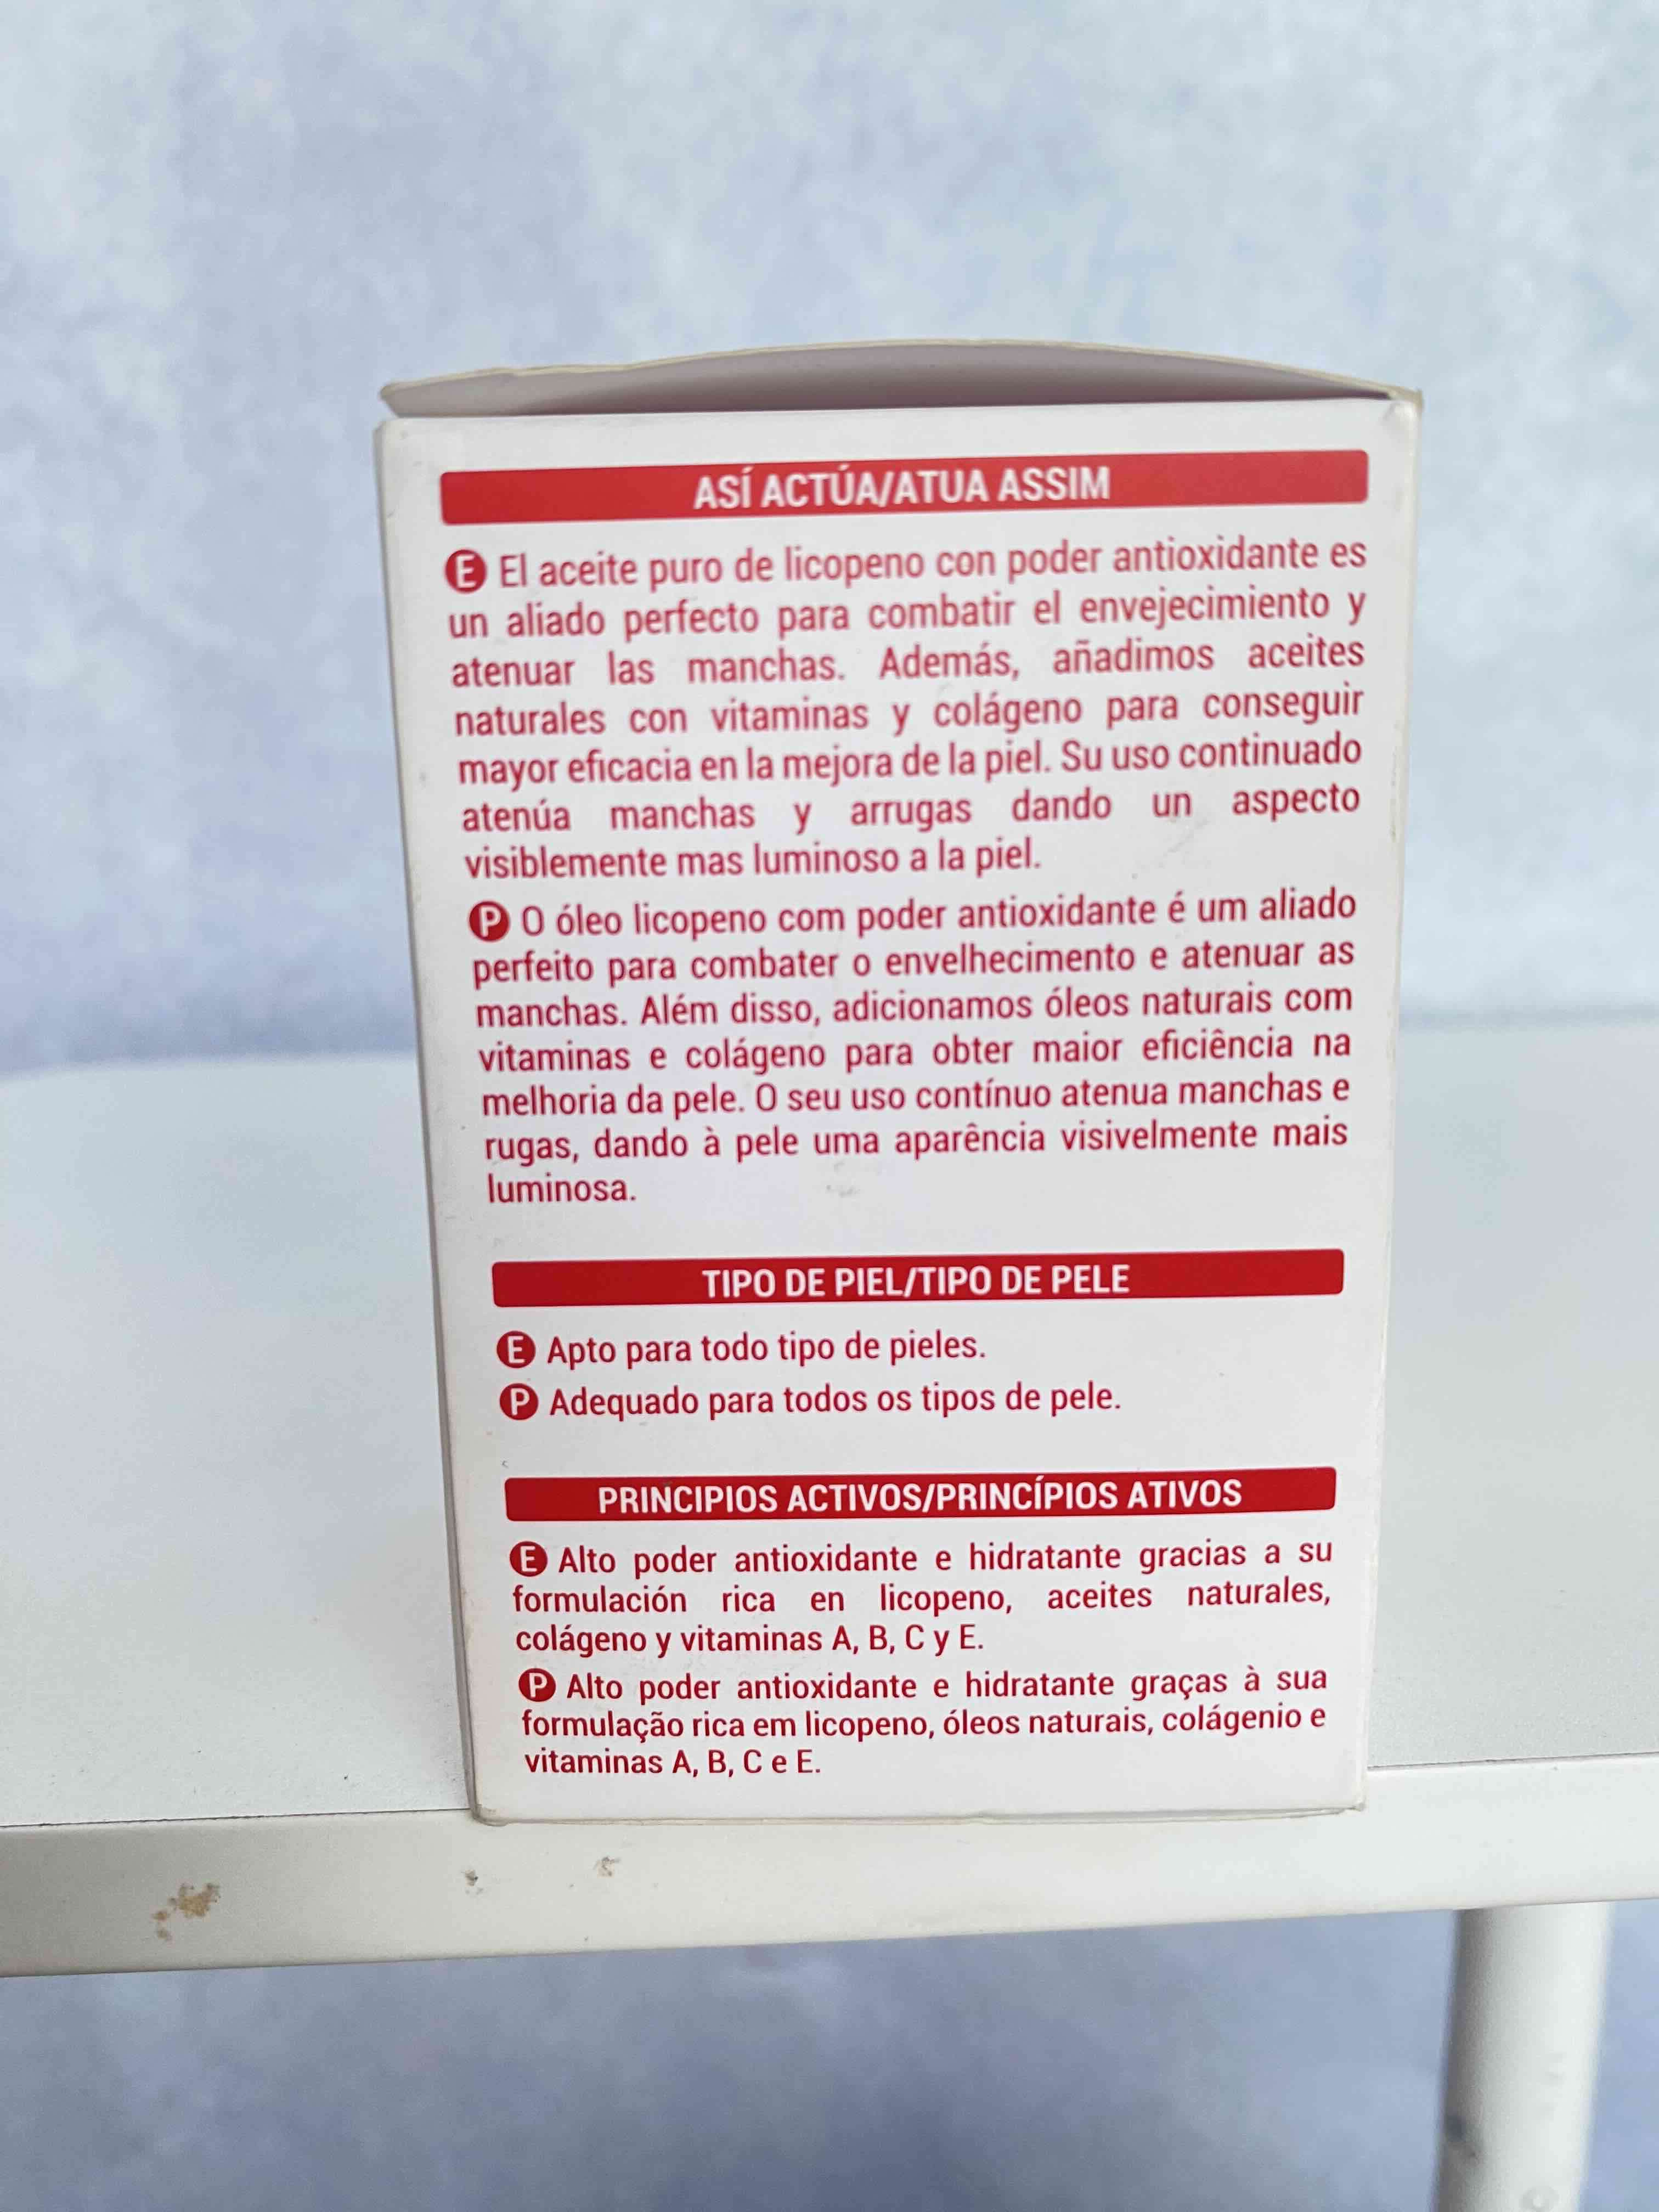 ASÍ ACTÚA/ATUA ASSIM
E El aceite puro de licopeno con poder antioxidante es
un aliado perfecto para combatir el envejecimiento y
atenuar las manchas. Además, añadimos aceites
naturales con vitaminas y colágeno para conseguir
mayor eficacia en la mejora de la piel. Su uso continuado
atenúa manchas y arrugas dando un aspecto
visiblemente mas luminoso a la piel.
P O óleo licopeno com poder antioxidante é um aliado
perfeito para combater o envelhecimento e atenuar as
manchas. Além disso, adicionamos óleos naturais com
vitaminas e colágeno para obter maior eficiência na
melhoria da pele. O seu uso contínuo atenua manchas e
rugas, dando à pele uma aparência visivelmente mais
luminosa.
TIPO DE PIEL/TIPO DE PELE
E Apto para todo tipo de pieles.
P Adequado para todos os tipos de pele.
PRINCIPIOS ACTIVOS/PRINCÍPIOS ATIVOS
E Alto poder antioxidante e hidratante gracias a su
formulación rica en licopeno, aceites naturales,
colágeno y vitaminas A, B, C y E.
P Alto poder antioxidante e hidratante graças à sua
formulação rica em licopeno, óleos naturais, colágenio e
vitaminas A, B, C e E.